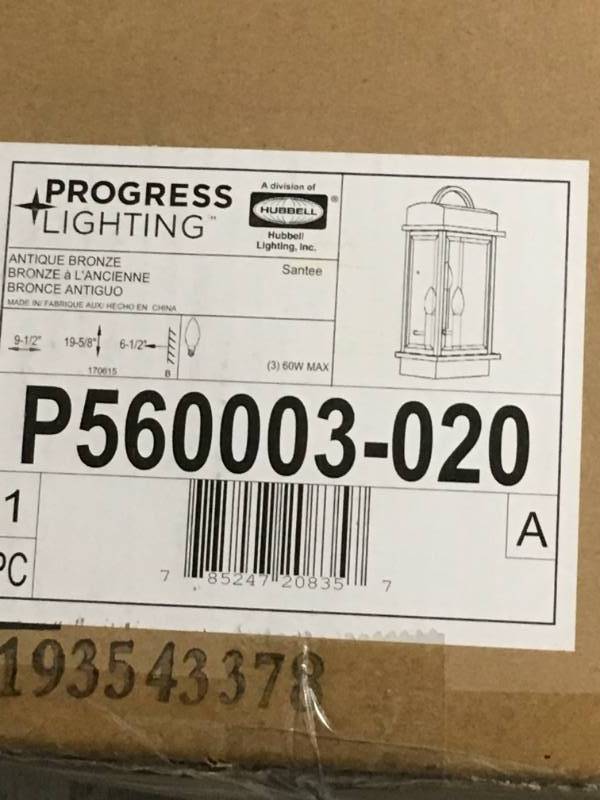 PROGRESS
LIGHTING™
A division of
HUBBELL®
Hubbell
Lighting, Inc.
ANTIQUE BRONZE
BRONZE à L'ANCIENNE
BRONCE ANTIGUO
Santee
MADE IN/ FABRIQUE AUX/ HECHO EN CHINA
9-1/2" 19-5/8" 6-1/2"
170615 B
(3) 60W MAX
P560003-020
1
PC
A
7 85247 20835 7
193543378